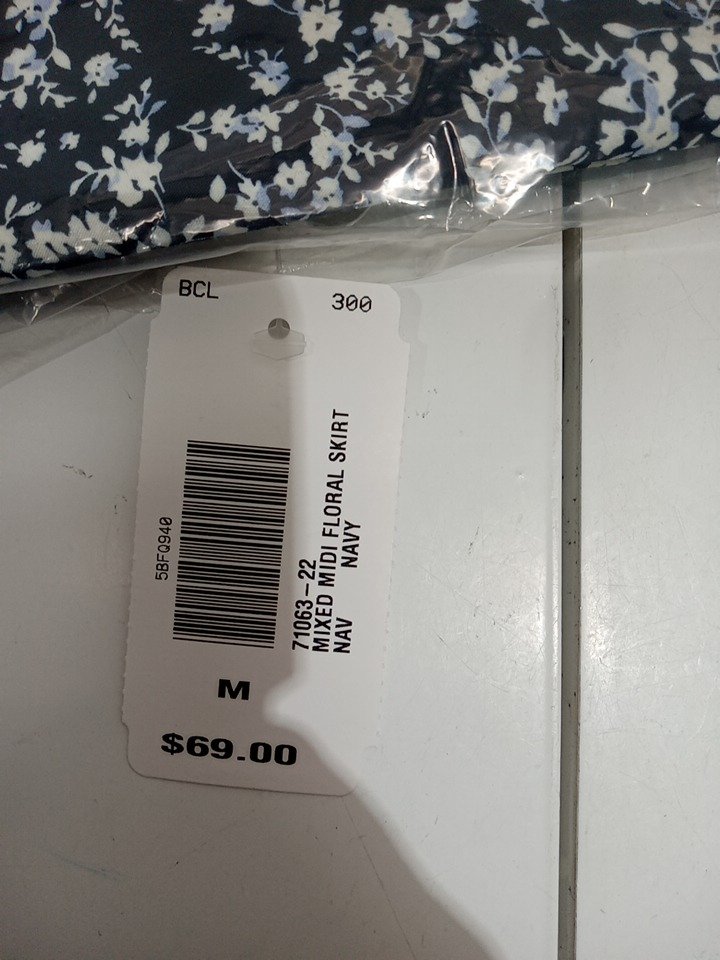 BCL 300
5BFQ940
71063-22
MIXED MIDI FLORAL SKIRT
NAV NAVY
M
$69.00